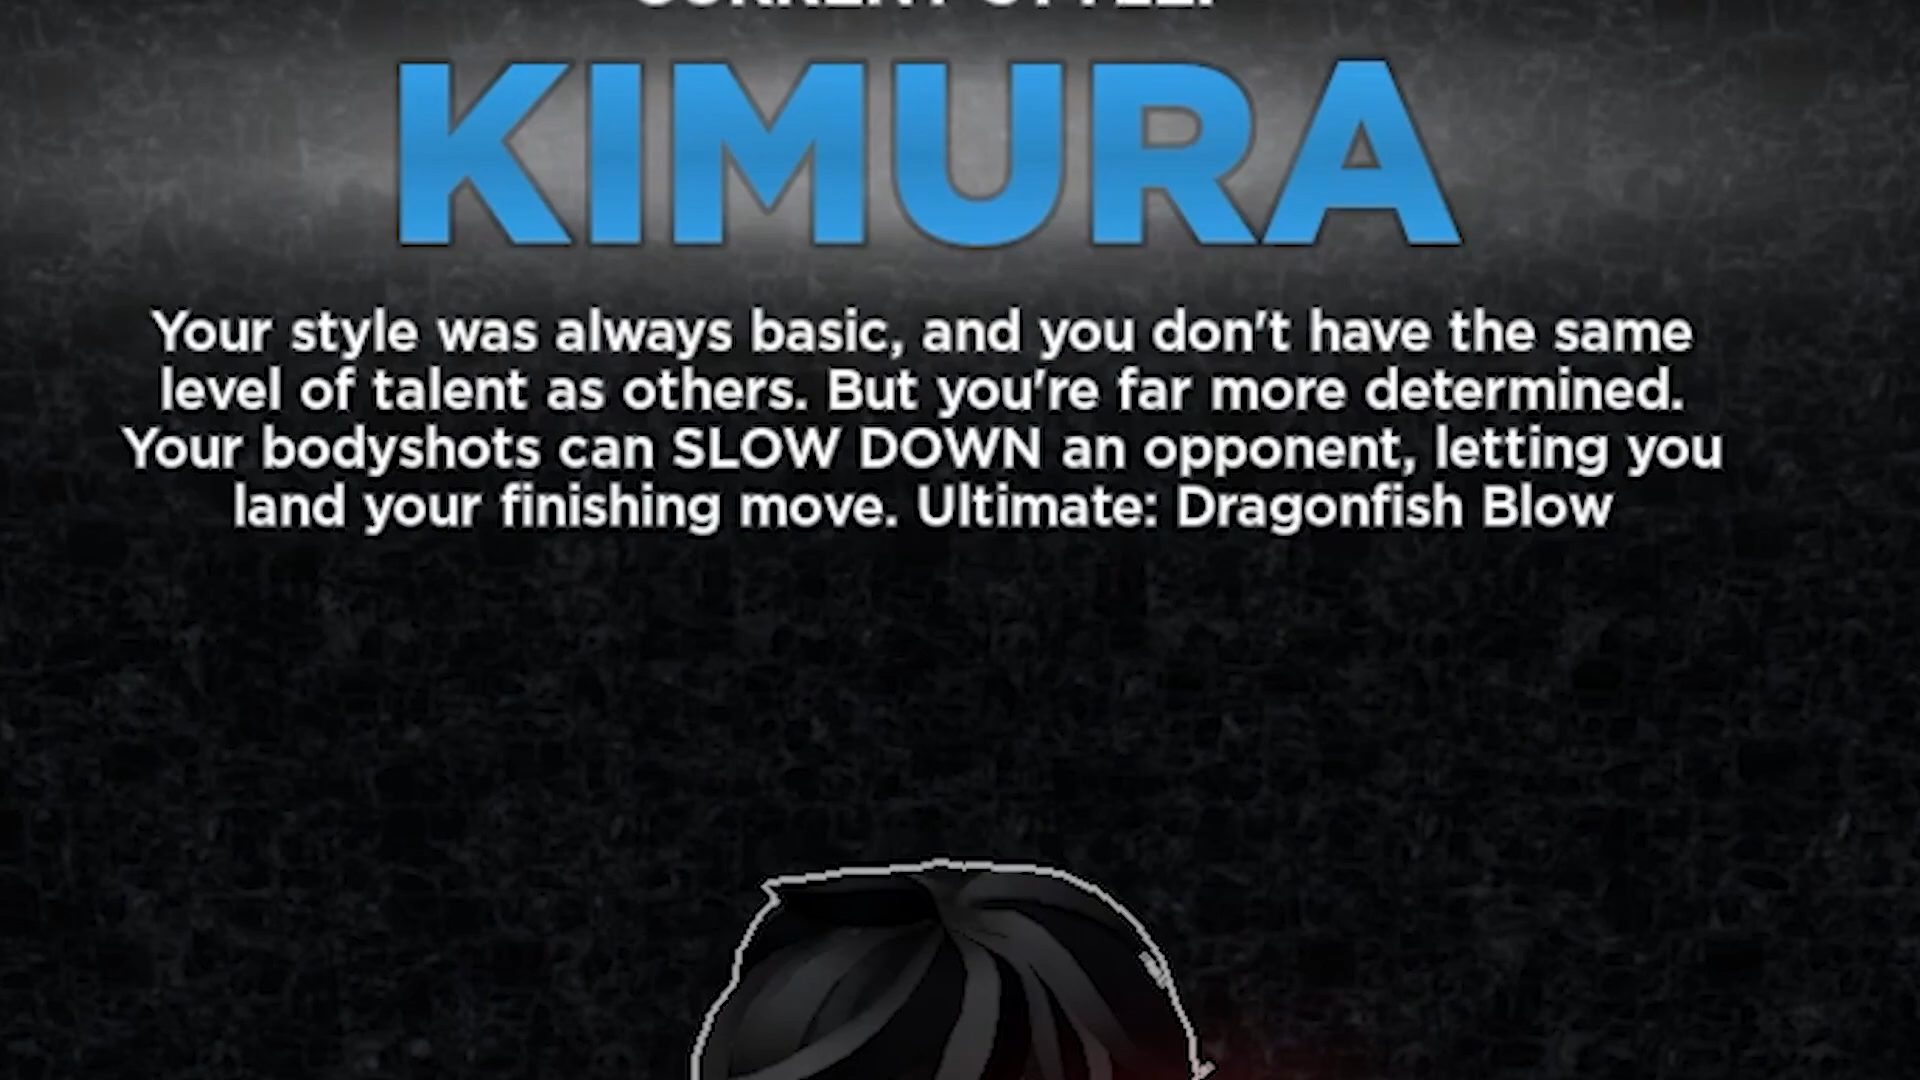 CURRENT STYLE:
KIMURA
Your style was always basic, and you don't have the same
level of talent as others. But you're far more determined.
Your bodyshots can SLOW DOWN an opponent, letting you
land your finishing move. Ultimate: Dragonfish Blow